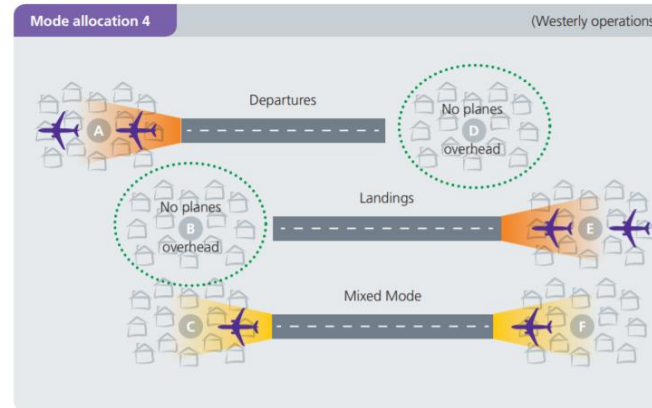 Mode allocation 4
(Westerly operations
Departures
No planes
A
D
overhead
Landings
No planes
B
E
overhead
Mixed Mode
C
F